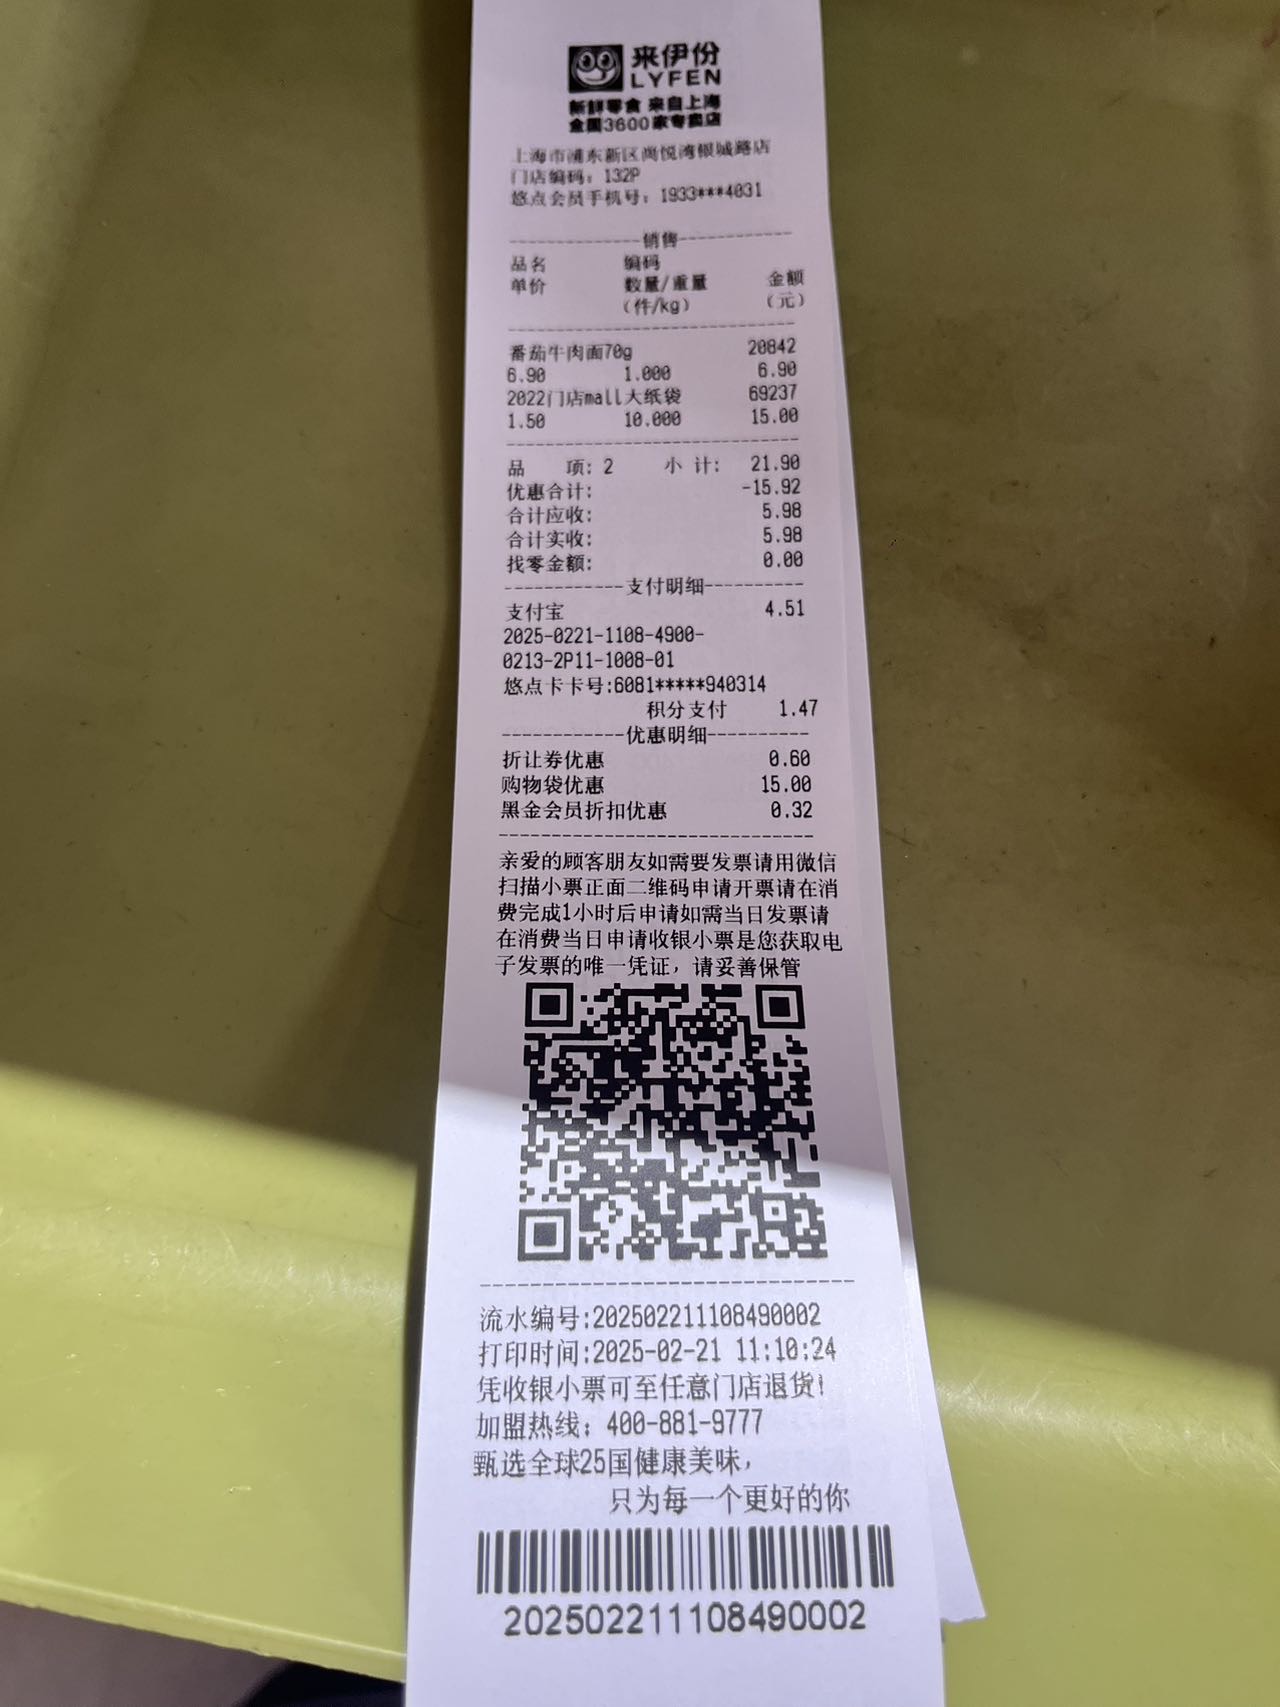 来伊份
LYFEN
新鲜零食 来自上海
全国3600家专卖店
上海市浦东新区尚悦湾银城路店
门店编码: 132P
悠点会员手机号: 1933***4031
------------销售------------
品名 编码
单价 数量/重量 金额
(件/kg) (元)
番茄牛肉面70g 20842
6.90 1.000 6.90
2022门店mall大纸袋 69237
1.50 10.000 15.00
品 项: 2 小 计: 21.90
优惠合计: -15.92
合计应收: 5.98
合计实收: 5.98
找零金额: 0.00
------------支付明细----------
支付宝 4.51
2025-0221-1108-4900-
0213-2P11-1008-01
悠点卡卡号:6081*****940314
积分支付 1.47
------------优惠明细----------
折让券优惠 0.60
购物袋优惠 15.00
黑金会员折扣优惠 0.32
亲爱的顾客朋友如需要发票请用微信
扫描小票正面二维码申请开票请在消
费完成1小时后申请如需当日发票请
在消费当日申请收银小票是您获取电
子发票的唯一凭证，请妥善保管
流水编号:202502211108490002
打印时间:2025-02-21 11:10:24
凭收银小票可至任意门店退货!
加盟热线: 400-881-9777
甄选全球25国健康美味，
只为每一个更好的你
202502211108490002